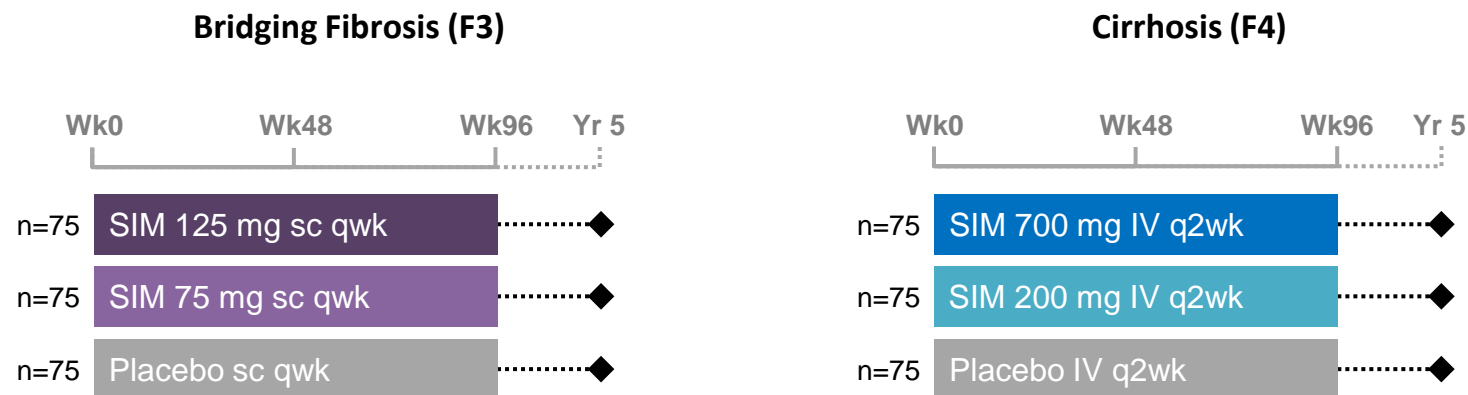 Bridging Fibrosis (F3)
Wk0 Wk48 Wk96 Yr 5
n=75 SIM 125 mg sc qwk
n=75 SIM 75 mg sc qwk
n=75 Placebo sc qwk
Cirrhosis (F4)
Wk0 Wk48 Wk96 Yr 5
n=75 SIM 700 mg IV q2wk
n=75 SIM 200 mg IV q2wk
n=75 Placebo IV q2wk